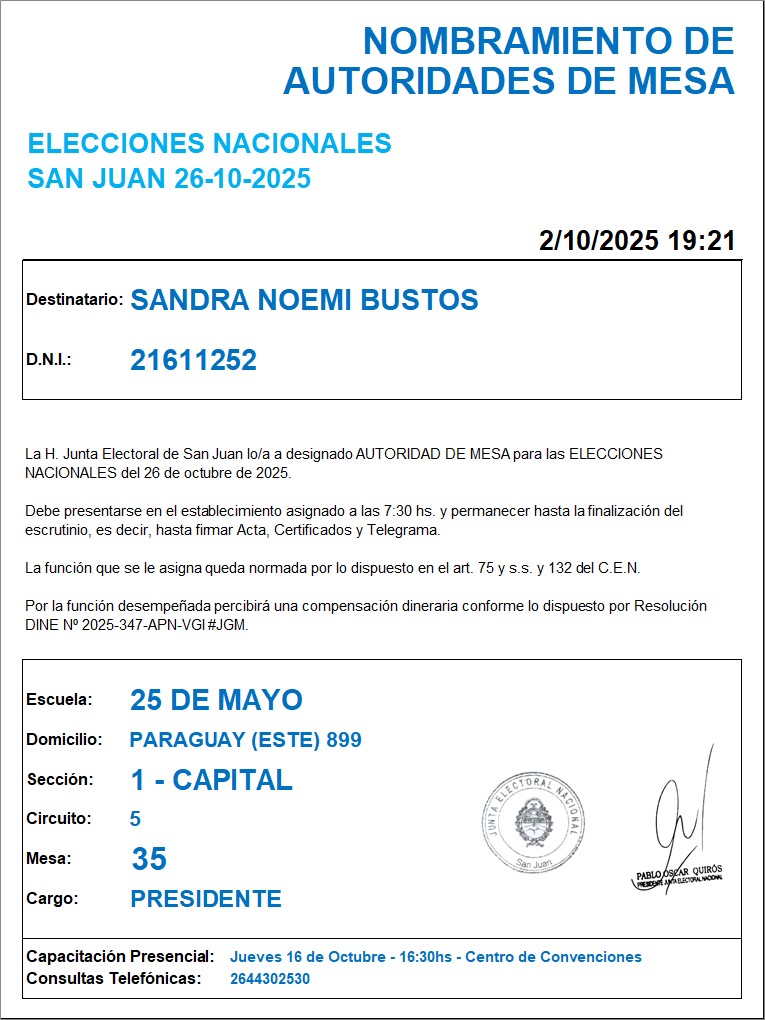 NOMBRAMIENTO DE
AUTORIDADES DE MESA
ELECCIONES NACIONALES
SAN JUAN 26-10-2025
2/10/2025 19:21
Destinatario: SANDRA NOEMI BUSTOS
D.N.I.: 21611252
La H. Junta Electoral de San Juan lo/a a designado AUTORIDAD DE MESA para las ELECCIONES
NACIONALES del 26 de octubre de 2025.
Debe presentarse en el establecimiento asignado a las 7:30 hs. y permanecer hasta la finalización del
escrutinio, es decir, hasta firmar Acta, Certificados y Telegrama.
La función que se le asigna queda normada por lo dispuesto en el art. 75 y s.s. y 132 del C.E.N.
Por la función desempeñada percibirá una compensación dineraria conforme lo dispuesto por Resolución
DINE Nº 2025-347-APN-VGI#JGM.
Escuela: 25 DE MAYO
Domicilio: PARAGUAY (ESTE) 899
Sección: 1 - CAPITAL
Circuito: 5
Mesa: 35
Cargo: PRESIDENTE
JUNTA ELECTORAL NACIONAL
San Juan
PABLO OSCAR QUIRÓS
PRESIDENTE JUNTA ELECTORAL NACIONAL
Capacitación Presencial: Jueves 16 de Octubre - 16:30hs - Centro de Convenciones
Consultas Telefónicas: 2644302530